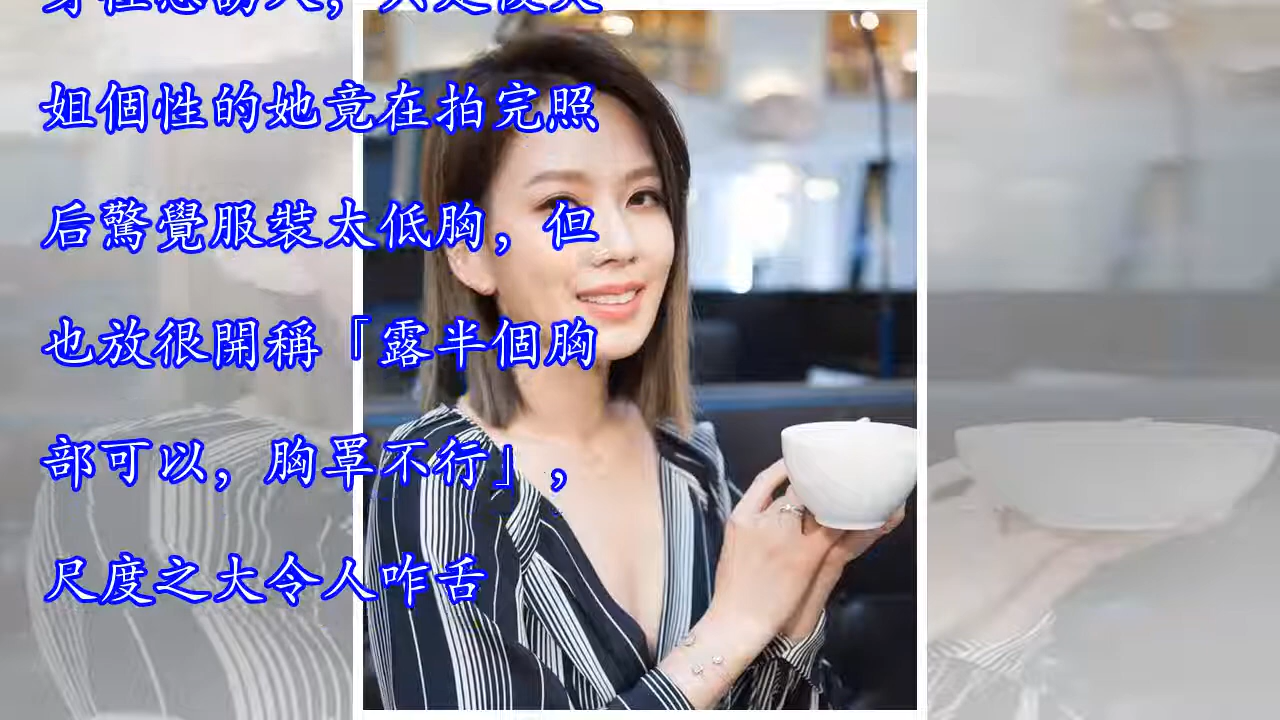 姐個性的她竟在拍完照
后驚覺服裝太低胸，但
也放很開稱「露半個胸
部可以，胸罩不行」，
尺度之大令人咋舌